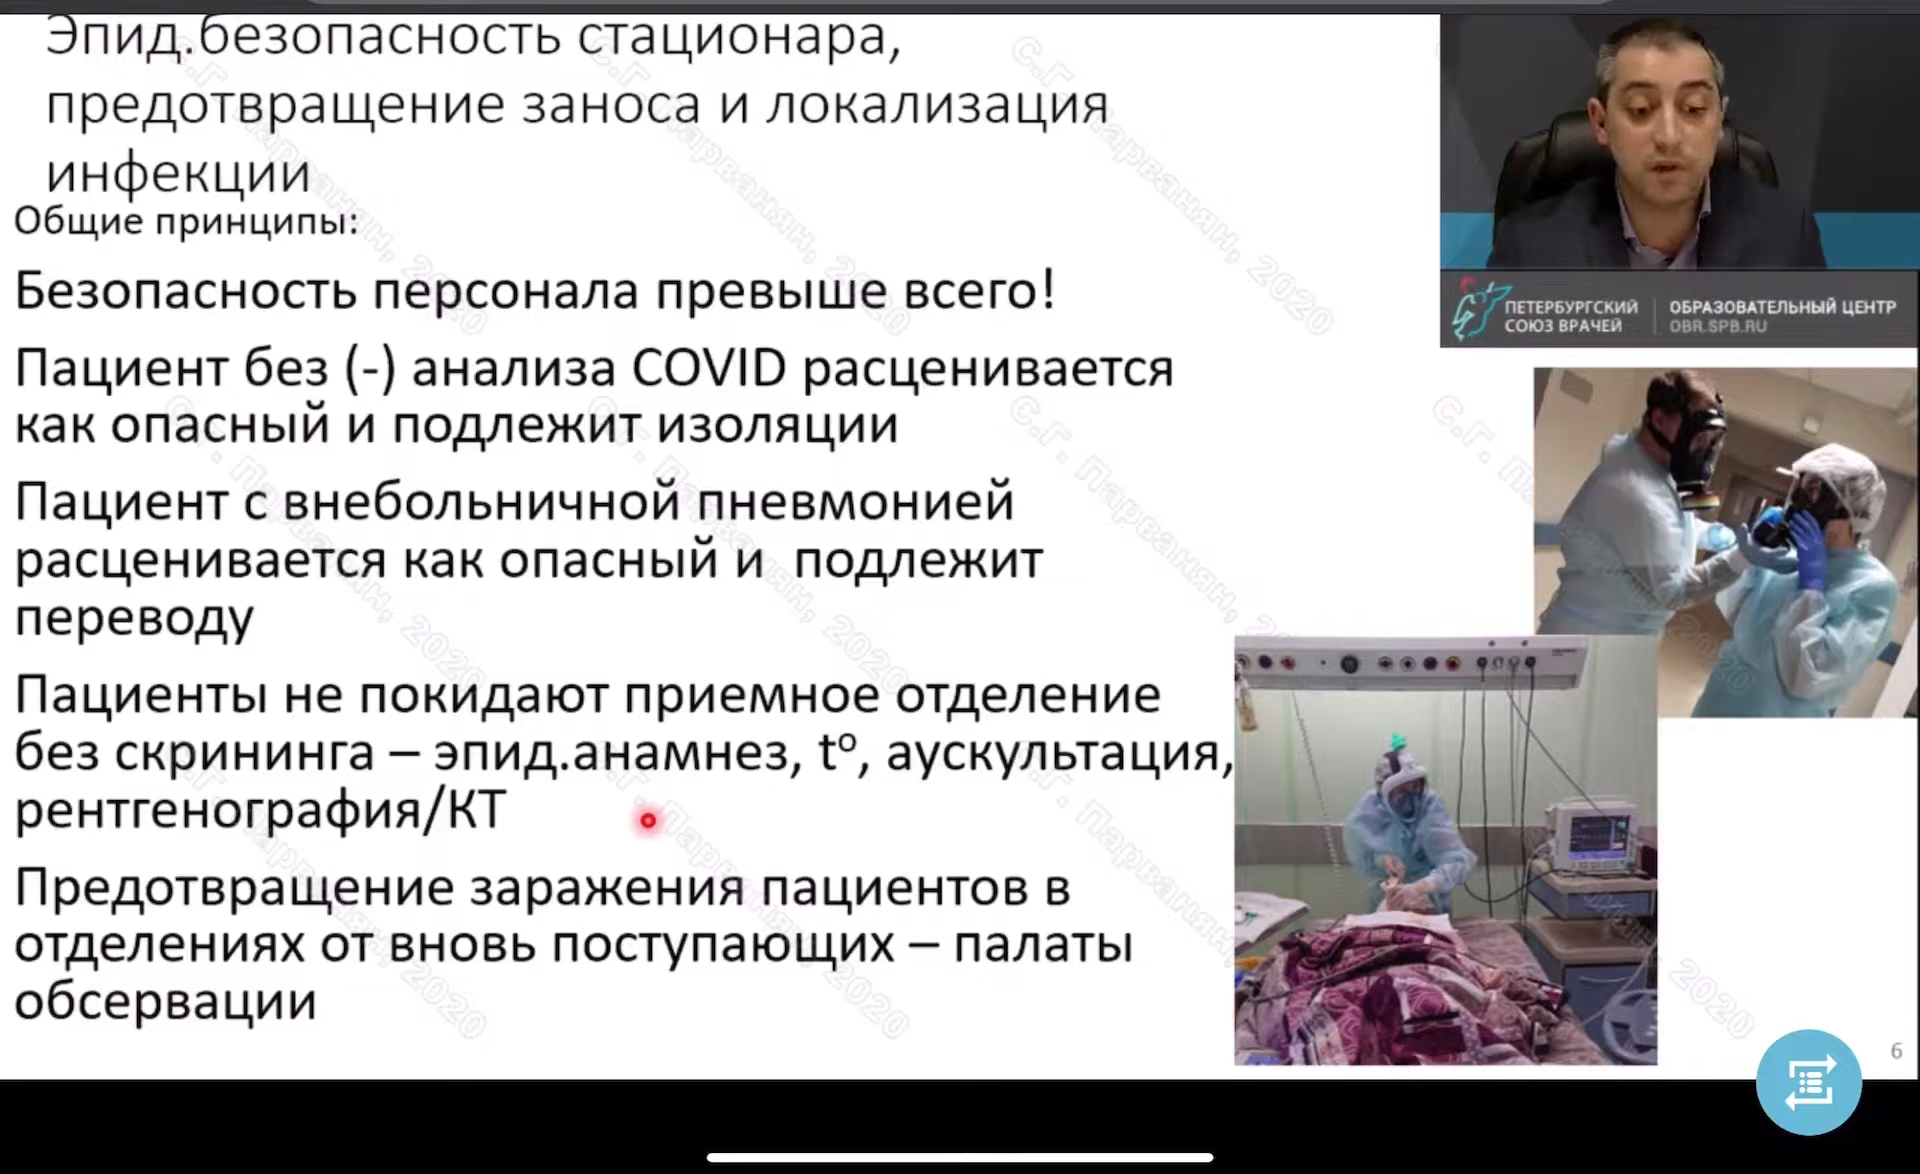 Эпид.безопасность стационара,
предотвращение заноса и локализация
инфекции
Общие принципы:
Безопасность персонала превыше всего!
Пациент без (-) анализа COVID расценивается
как опасный и подлежит изоляции
Пациент с внебольничной пневмонией
расценивается как опасный и подлежит
переводу
Пациенты не покидают приемное отделение
без скрининга – эпид.анамнез, tº, аускультация,
рентгенография/КТ
Предотвращение заражения пациентов в
отделениях от вновь поступающих – палаты
обсервации
ПЕТЕРБУРГСКИЙ
СОЮЗ ВРАЧЕЙ
ОБРАЗОВАТЕЛЬНЫЙ ЦЕНТР
OBR.SPB.RU
С.Г. Парванян, 2020
6